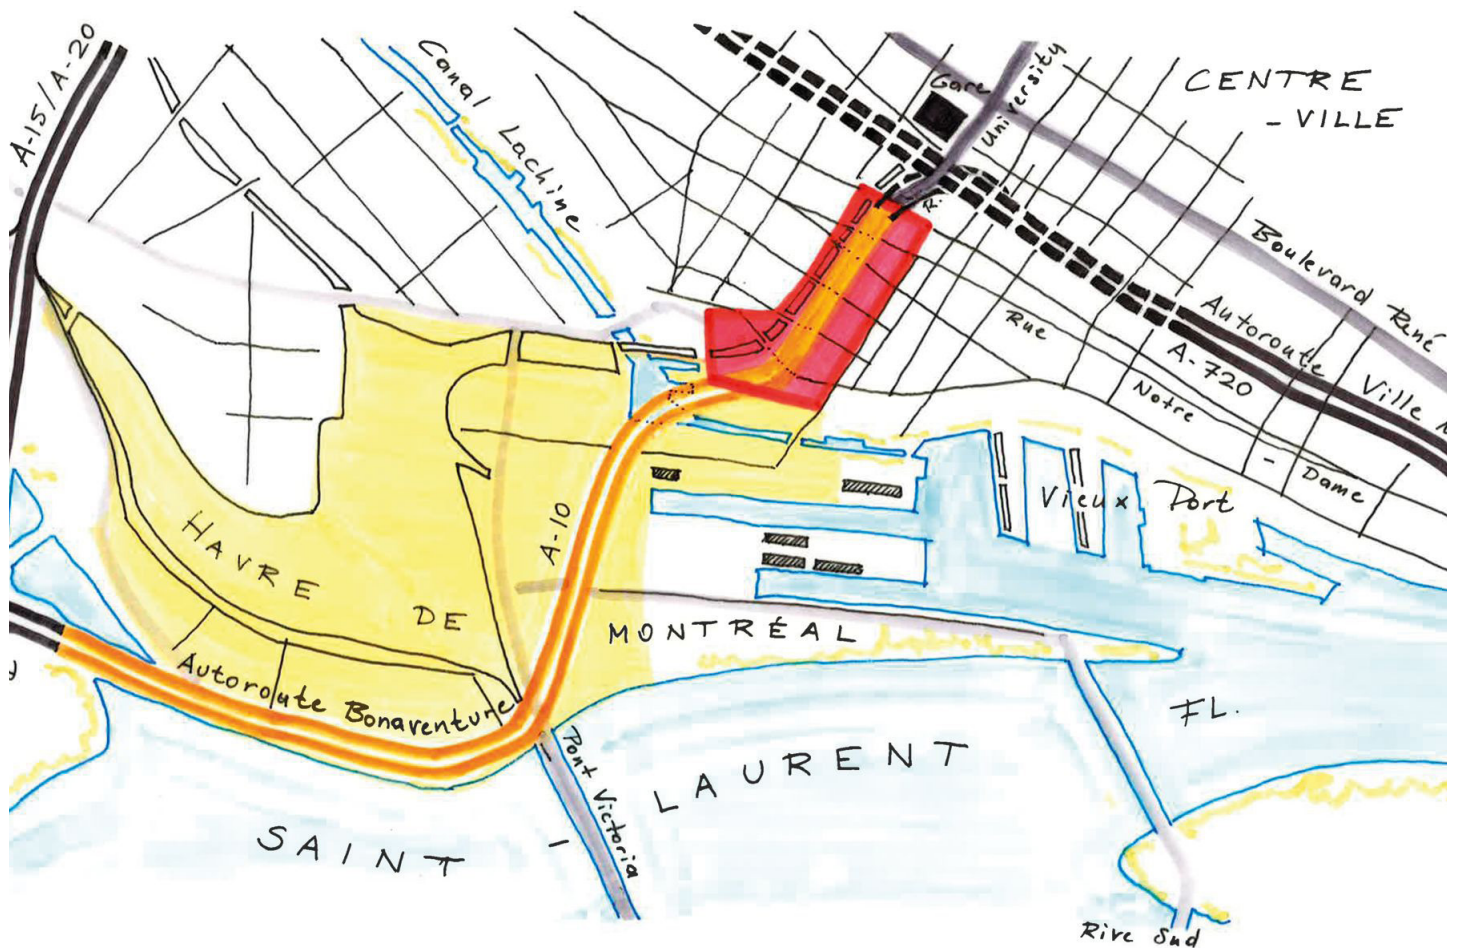 A-15/A-20
Canal Lachine
Gare
R. University
CENTRE
- VILLE
Boulevard René
Autoroute Ville
A-720
Rue Notre - Dame
Vieux Port
A-10
HAVRE DE
MONTRÉAL
Autoroute Bonaventure
Pont Victoria
FL.
SAINT - LAURENT
Rive Sud